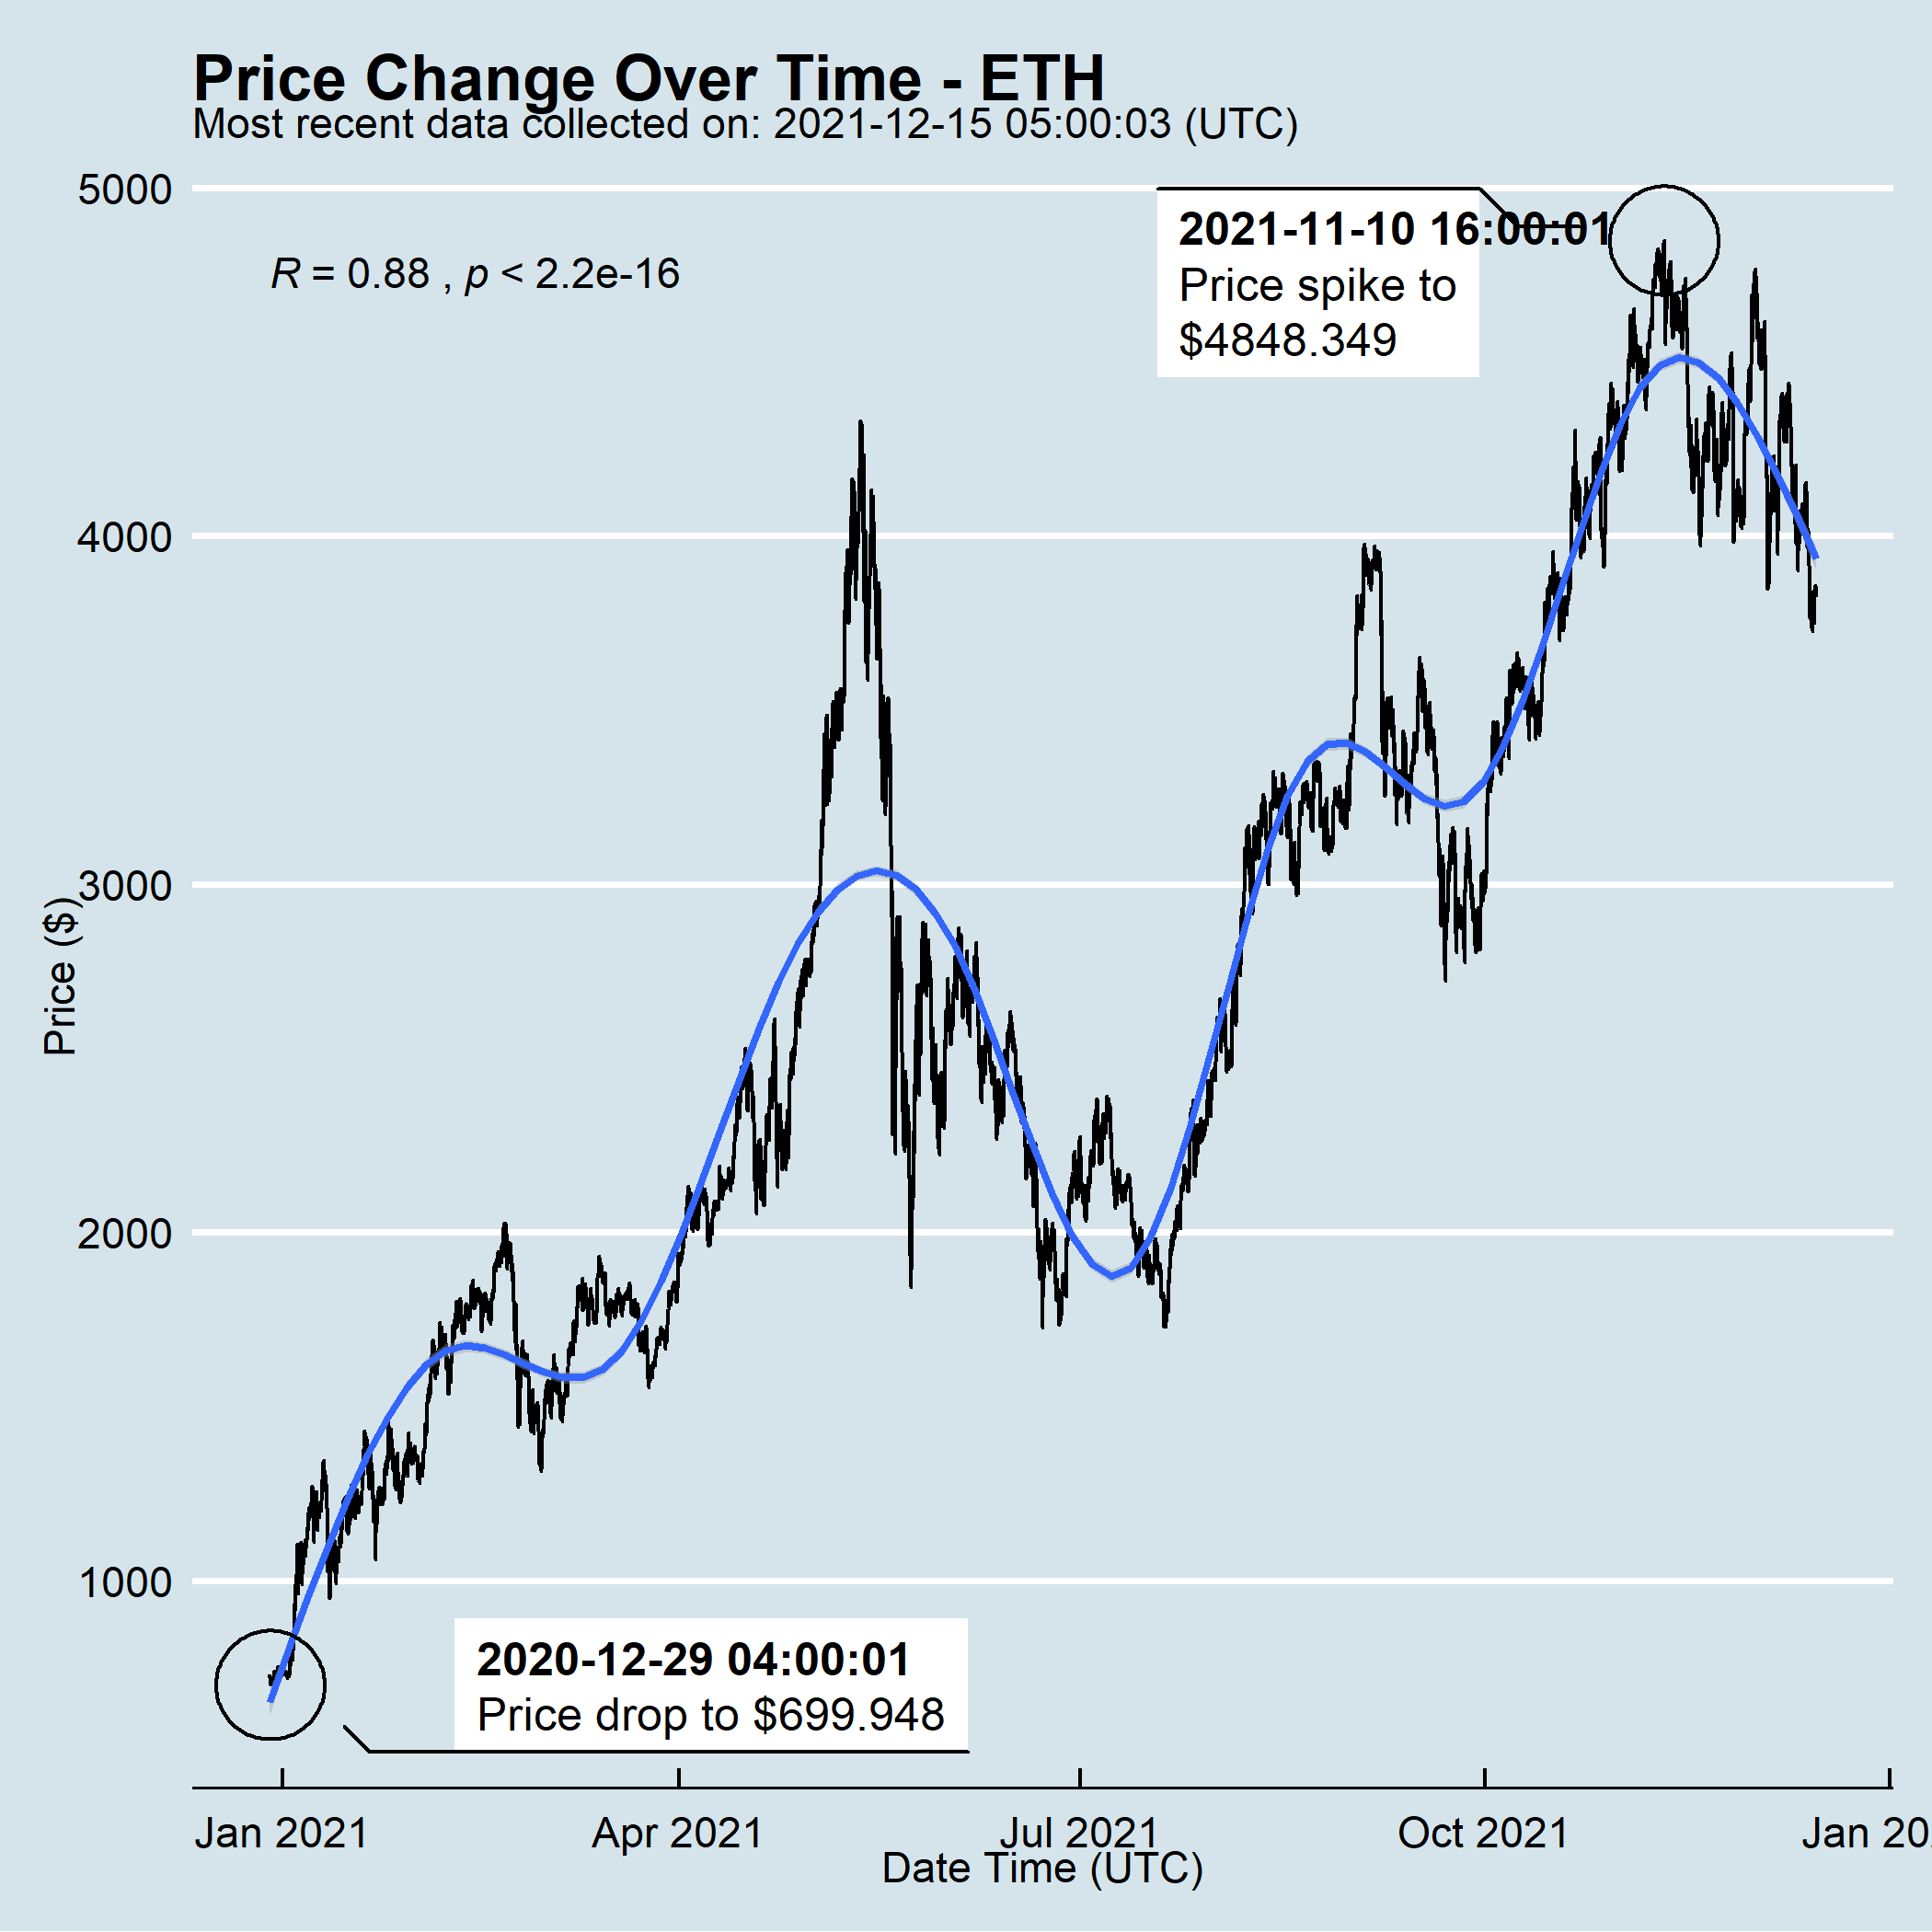 Price Change Over Time - ETH
Most recent data collected on: 2021-12-15 05:00:03 (UTC)
5000
2021-11-10 16:00:01
R = 0.88 , p < 2.2e-16
Price spike to
$4848.349
4000
3000
Price ($)
2000
1000
2020-12-29 04:00:01
Price drop to $699.948
Jan 2021 Apr 2021 Jul 2021 Oct 2021 Jan 20
Date Time (UTC)